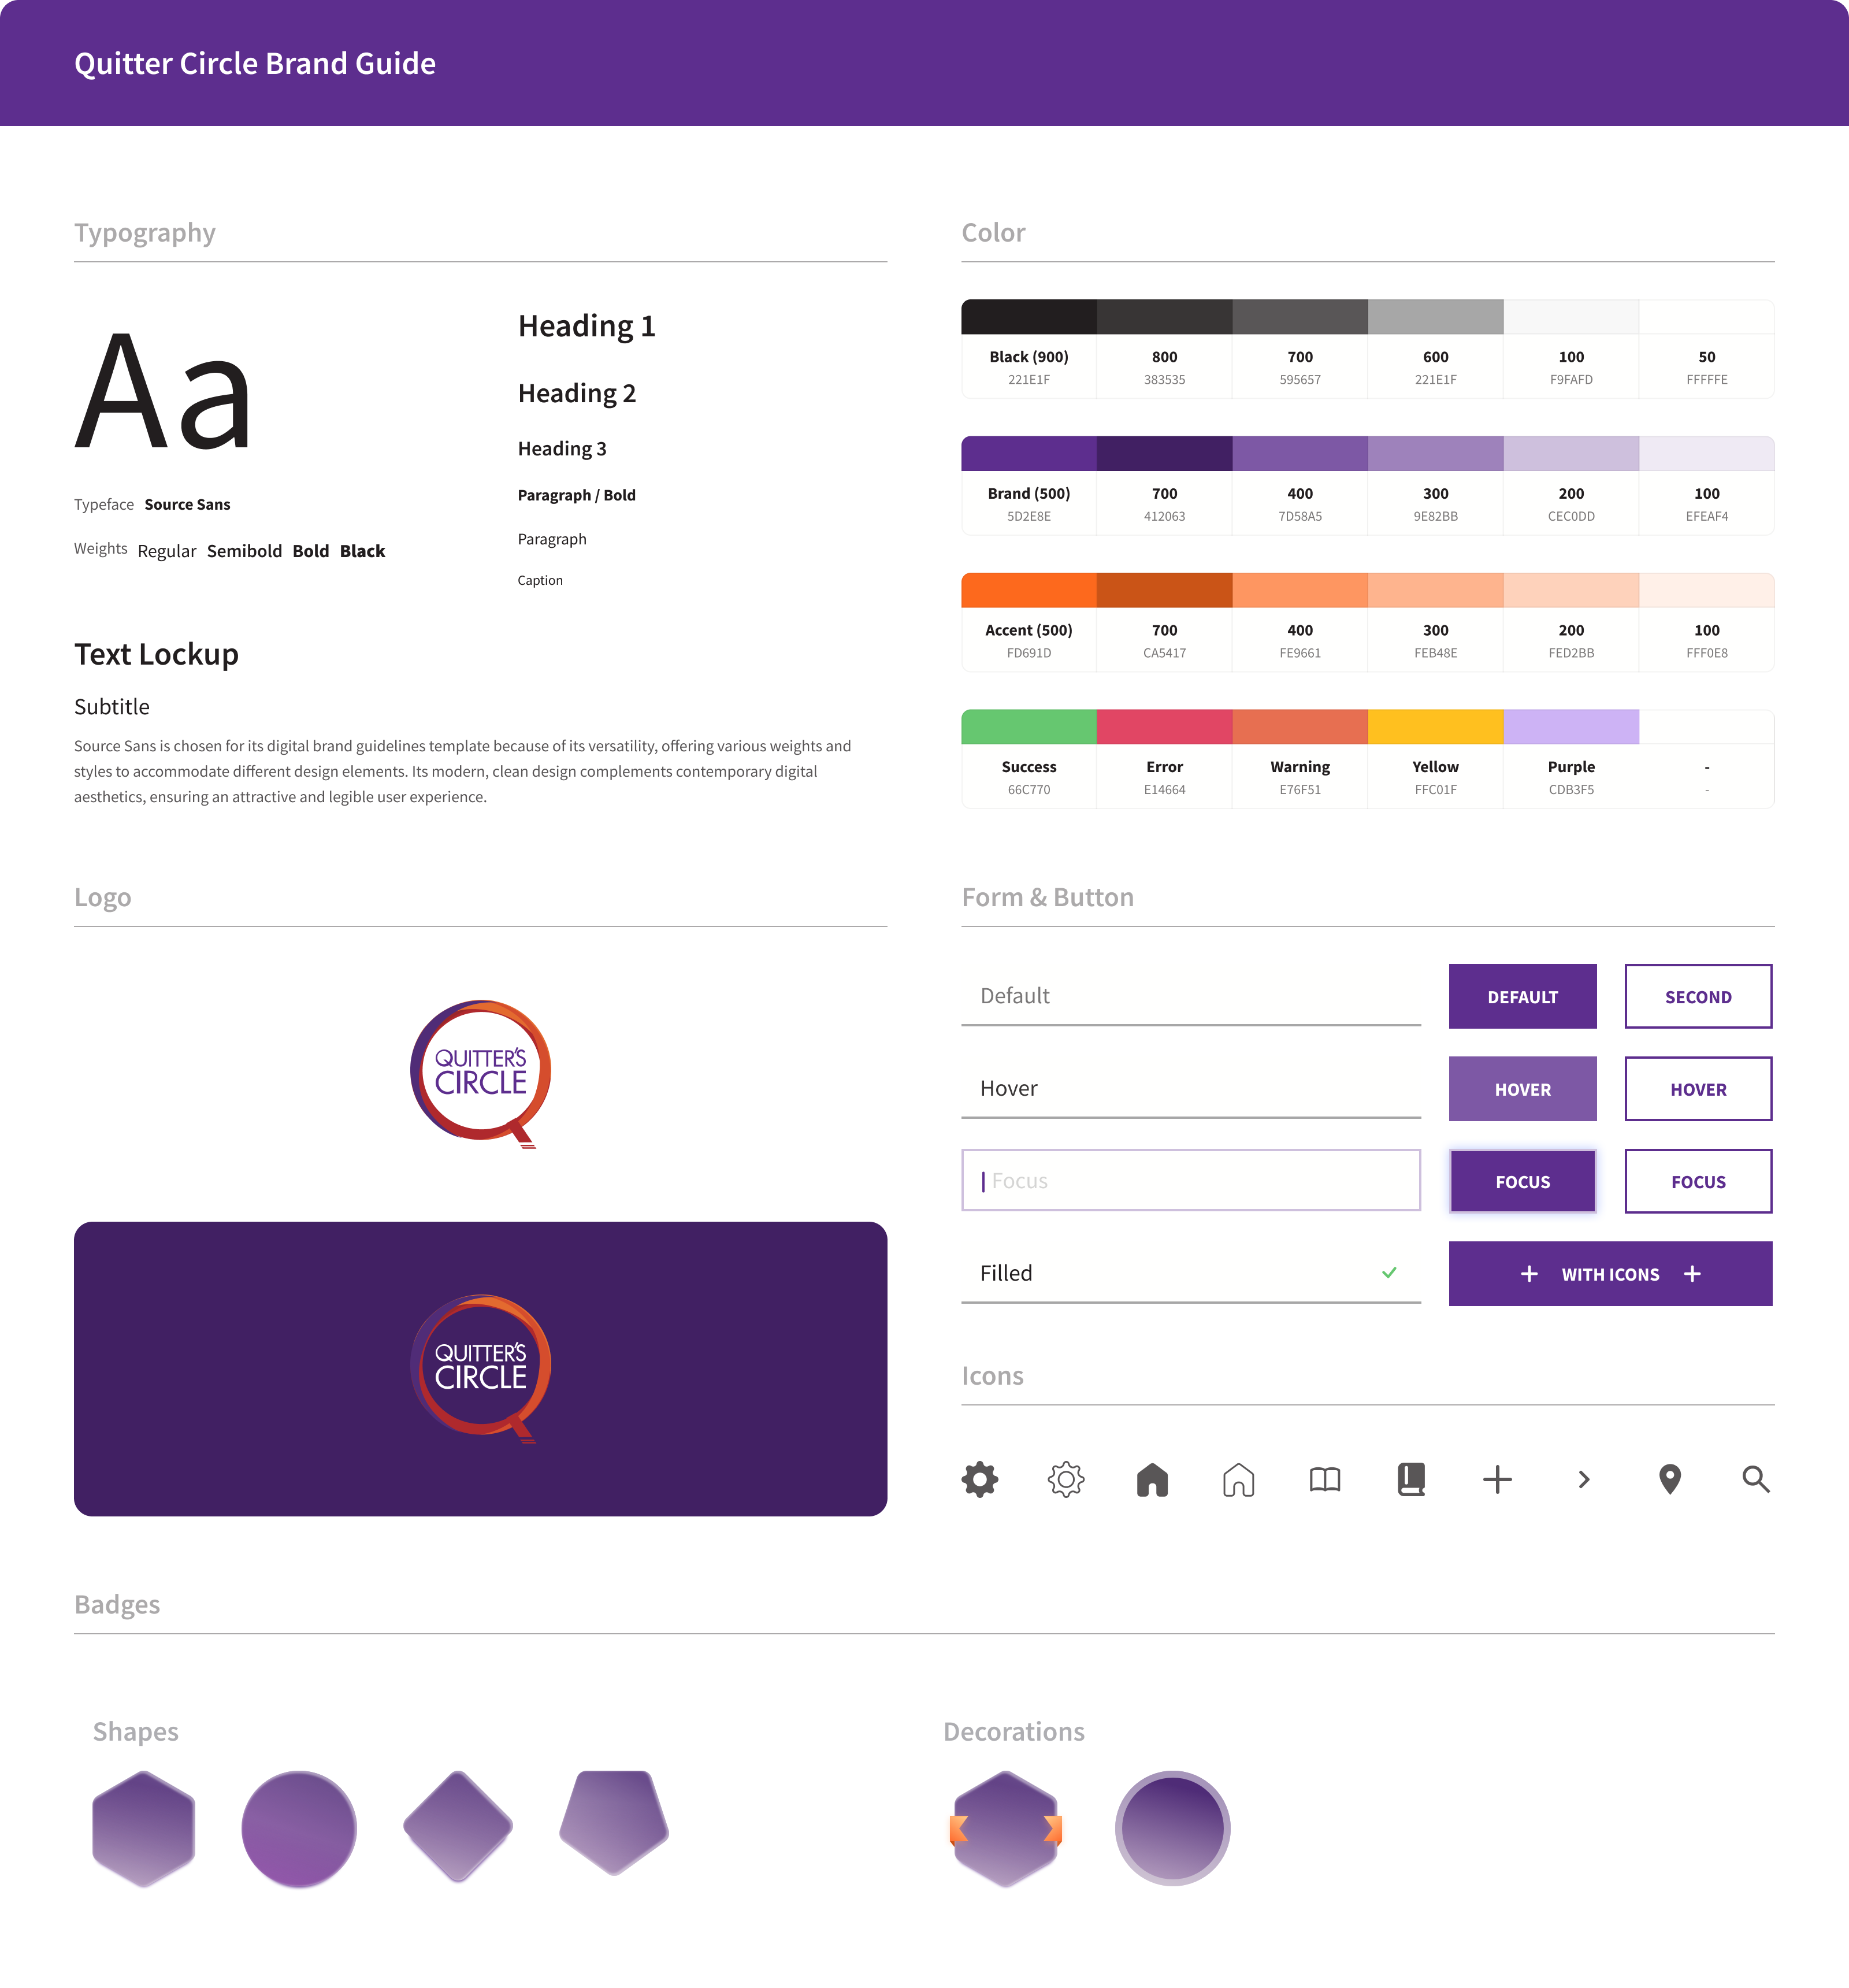 Quitter Circle Brand Guide
Typography
Aa
Typeface Source Sans
Weights Regular Semibold Bold Black
Heading 1
Heading 2
Heading 3
Paragraph / Bold
Paragraph
Caption
Text Lockup
Subtitle
Source Sans is chosen for its digital brand guidelines template because of its versatility, offering various weights and
styles to accommodate different design elements. Its modern, clean design complements contemporary digital
aesthetics, ensuring an attractive and legible user experience.
Color
Black (900) 800 700 600 100 50
221E1F 383535 595657 221E1F F9FAFD FFFFFE
Brand (500) 700 400 300 200 100
5D2E8E 412063 7D58A5 9E82BB CEC0DD EFEAF4
Accent (500) 700 400 300 200 100
FD691D CA5417 FE9661 FEB48E FED2BB FFF0E8
Success Error Warning Yellow Purple -
66C770 E14664 E76F51 FFC01F CDB3F5 -
Logo
QUITTER'S
CIRCLE
QUITTER'S
CIRCLE
Form & Button
Default DEFAULT SECOND
Hover HOVER HOVER
Focus FOCUS FOCUS
Filled WITH ICONS
Icons
Badges
Shapes
Decorations